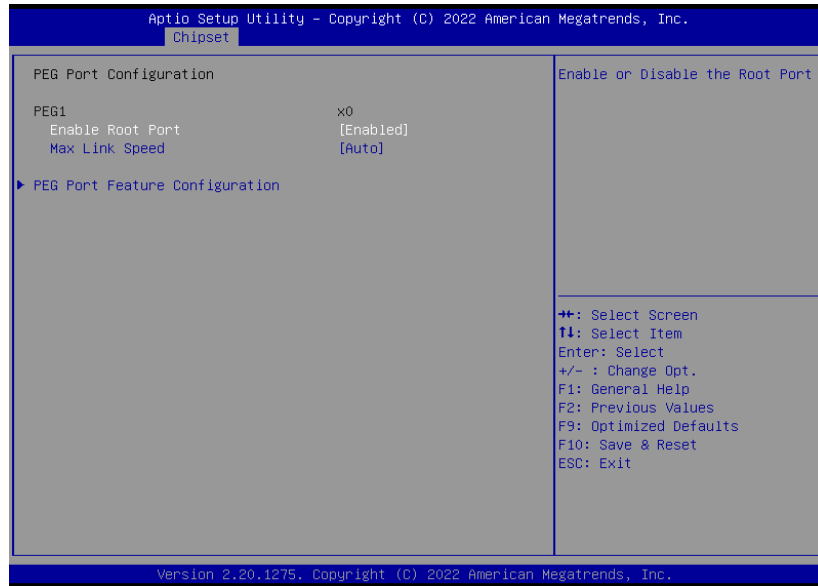 Aptio Setup Utility – Copyright (C) 2022 American Megatrends, Inc.
Chipset
PEG Port Configuration
PEG1 x0
Enable Root Port [Enabled]
Max Link Speed [Auto]
▶ PEG Port Feature Configuration
Enable or Disable the Root Port
→←: Select Screen
↑↓: Select Item
Enter: Select
+/- : Change Opt.
F1: General Help
F2: Previous Values
F9: Optimized Defaults
F10: Save & Reset
ESC: Exit
Version 2.20.1275. Copyright (C) 2022 American Megatrends, Inc.